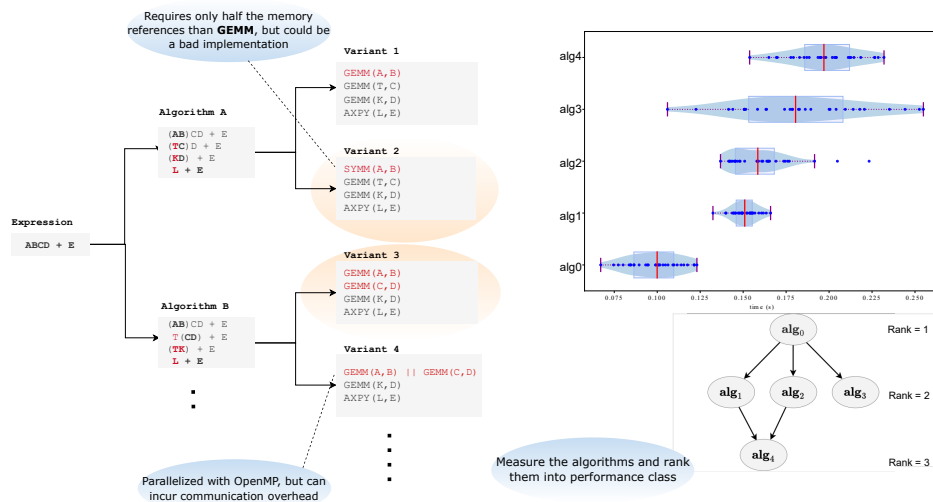 Requires only half the memory
references than GEMM, but could be
a bad implementation
Expression
ABCD + E
Algorithm A
(AB)CD + E
(TC)D + E
(KD) + E
L + E
Algorithm B
(AB)CD + E
T(CD) + E
(TK) + E
L + E
Variant 1
GEMM(A,B)
GEMM(T,C)
GEMM(K,D)
AXPY(L,E)
Variant 2
SYMM(A,B)
GEMM(T,C)
GEMM(K,D)
AXPY(L,E)
Variant 3
GEMM(A,B)
GEMM(C,D)
GEMM(K,D)
AXPY(L,E)
Variant 4
GEMM(A,B) || GEMM(C,D)
GEMM(K,D)
AXPY(L,E)
Parallelized with OpenMP, but can
incur communication overhead
alg4
alg3
alg2
alg1
alg0
0.075 0.100 0.125 0.150 0.175 0.200 0.225 0.250
time (s)
alg0 Rank = 1
alg1 alg2 alg3 Rank = 2
alg4 Rank = 3
Measure the algorithms and rank
them into performance class